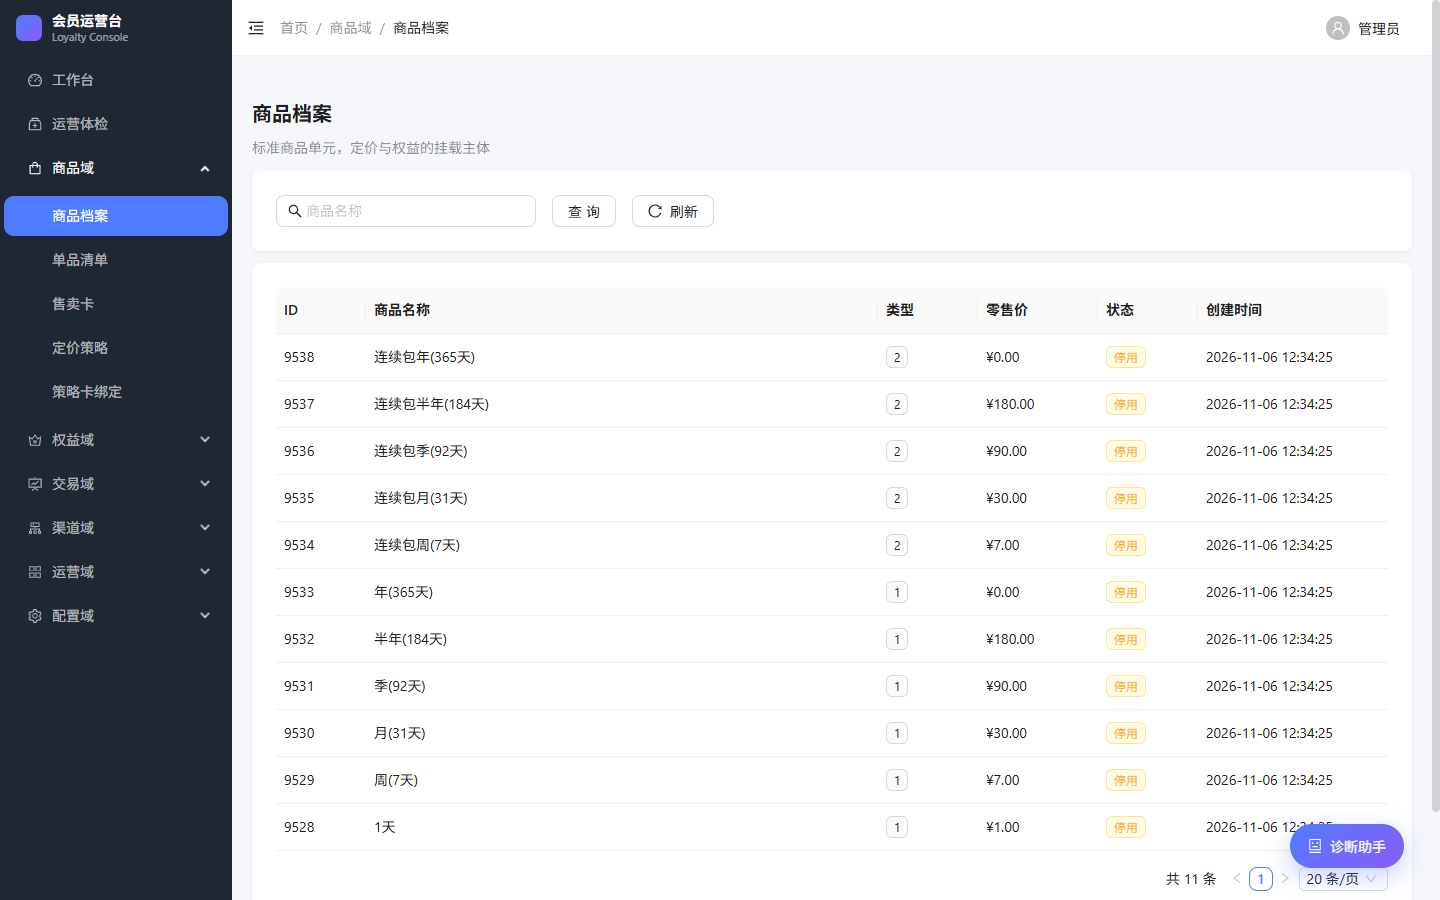 会员运营台
Loyalty Console
工作台
运营体检
商品域
商品档案
单品清单
售卖卡
定价策略
策略卡绑定
权益域
交易域
渠道域
运营域
配置域
首页 / 商品域 / 商品档案
管理员
商品档案
标准商品单元，定价与权益的挂载主体
商品名称 查 询 刷新
ID 商品名称 类型 零售价 状态 创建时间
9538 连续包年(365天) 2 ¥0.00 停用 2026-11-06 12:34:25
9537 连续包半年(184天) 2 ¥180.00 停用 2026-11-06 12:34:25
9536 连续包季(92天) 2 ¥90.00 停用 2026-11-06 12:34:25
9535 连续包月(31天) 2 ¥30.00 停用 2026-11-06 12:34:25
9534 连续包周(7天) 2 ¥7.00 停用 2026-11-06 12:34:25
9533 年(365天) 1 ¥0.00 停用 2026-11-06 12:34:25
9532 半年(184天) 1 ¥180.00 停用 2026-11-06 12:34:25
9531 季(92天) 1 ¥90.00 停用 2026-11-06 12:34:25
9530 月(31天) 1 ¥30.00 停用 2026-11-06 12:34:25
9529 周(7天) 1 ¥7.00 停用 2026-11-06 12:34:25
9528 1天 1 ¥1.00 停用 2026-11-06
诊断助手
共 11 条 < 1 > 20 条/页